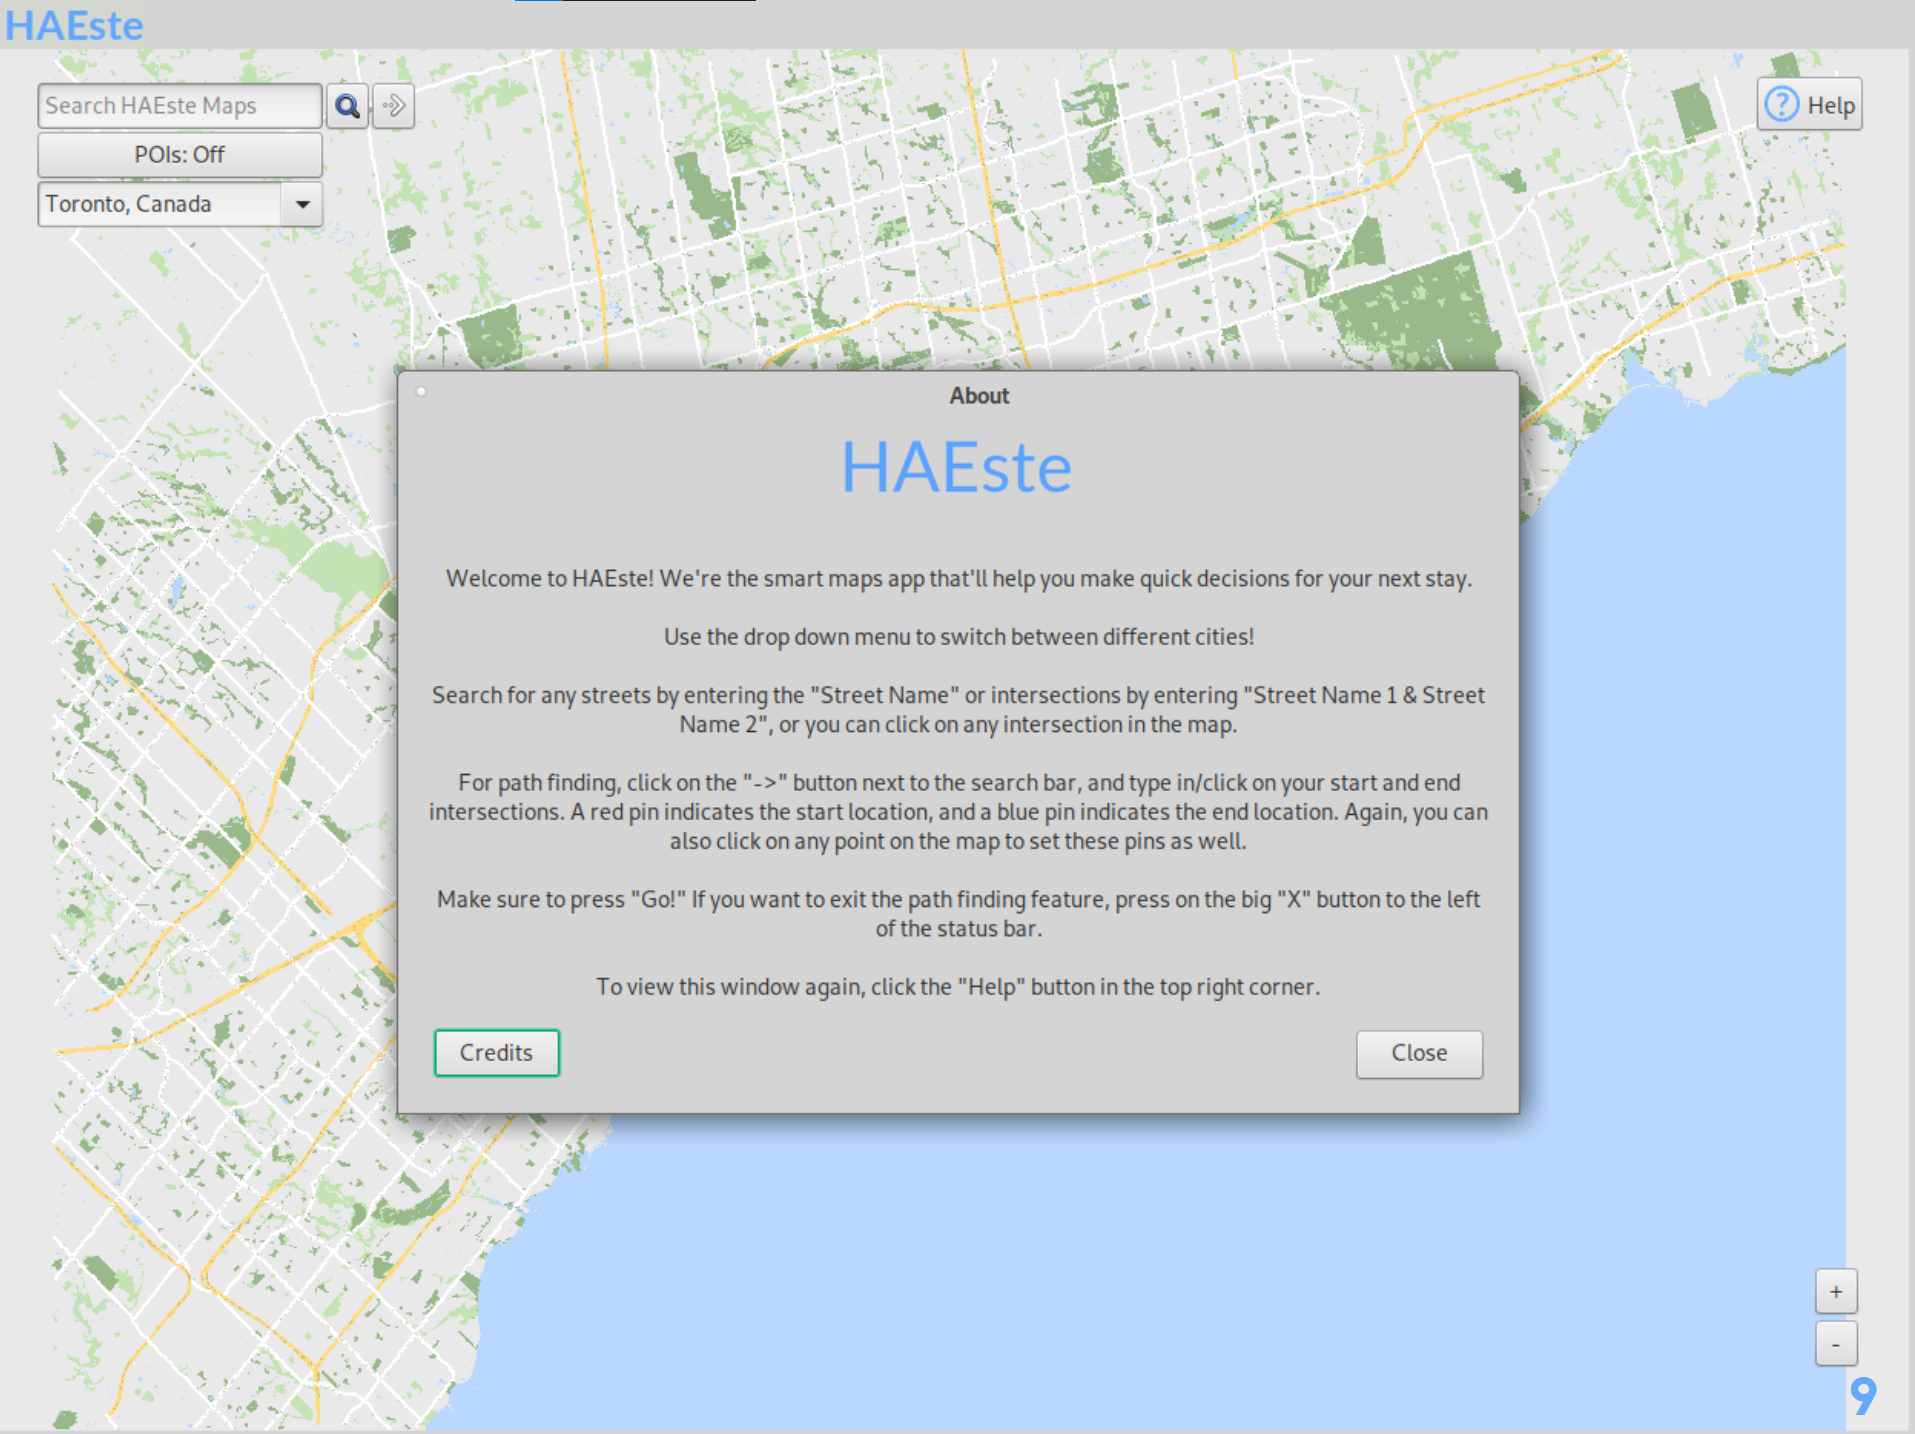 HAEste
Search HAEste Maps
Help
POIs: Off
Toronto, Canada
About
HAEste
Welcome to HAEste! We're the smart maps app that'll help you make quick decisions for your next stay.
Use the drop down menu to switch between different cities!
Search for any streets by entering the "Street Name" or intersections by entering "Street Name 1 & Street
Name 2", or you can click on any intersection in the map.
For path finding, click on the "->" button next to the search bar, and type in/click on your start and end
intersections. A red pin indicates the start location, and a blue pin indicates the end location. Again, you can
also click on any point on the map to set these pins as well.
Make sure to press "Go!" If you want to exit the path finding feature, press on the big "X" button to the left
of the status bar.
To view this window again, click the "Help" button in the top right corner.
Credits
Close
+
-
9